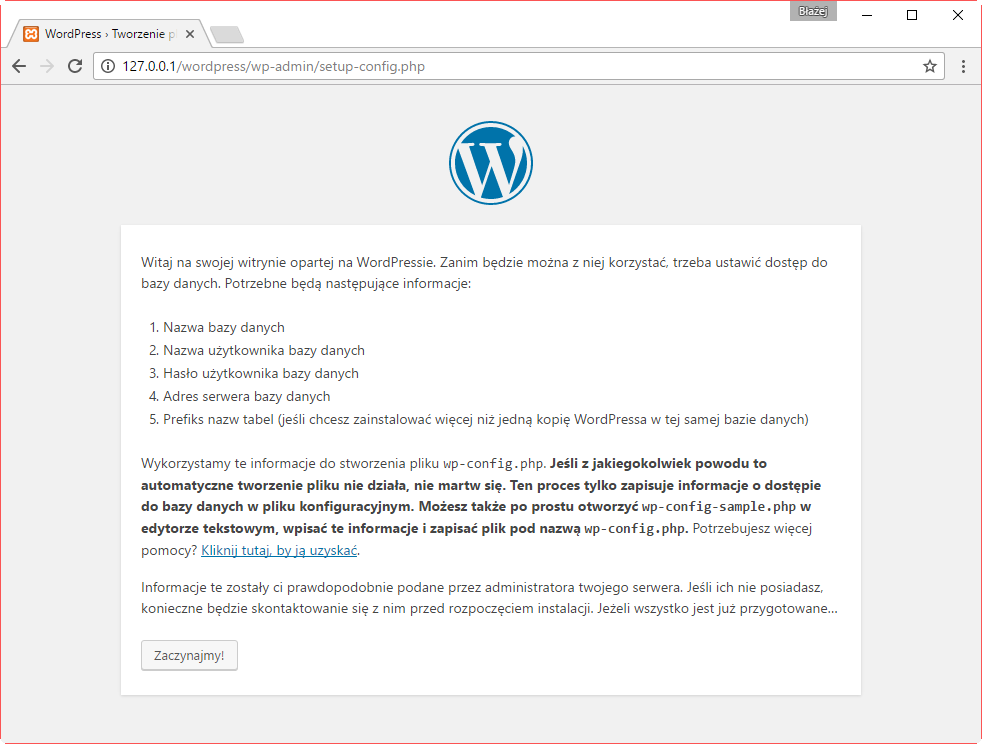 Błażej
WordPress › Tworzenie p
127.0.0.1/wordpress/wp-admin/setup-config.php
Witaj na swojej witrynie opartej na WordPressie. Zanim będzie można z niej korzystać, trzeba ustawić dostęp do
bazy danych. Potrzebne będą następujące informacje:
1. Nazwa bazy danych
2. Nazwa użytkownika bazy danych
3. Hasło użytkownika bazy danych
4. Adres serwera bazy danych
5. Prefiks nazw tabel (jeśli chcesz zainstalować więcej niż jedną kopię WordPressa w tej samej bazie danych)
Wykorzystamy te informacje do stworzenia pliku wp-config.php. Jeśli z jakiegokolwiek powodu to
automatyczne tworzenie pliku nie działa, nie martw się. Ten proces tylko zapisuje informacje o dostępie
do bazy danych w pliku konfiguracyjnym. Możesz także po prostu otworzyć wp-config-sample.php w
edytorze tekstowym, wpisać te informacje i zapisać plik pod nazwą wp-config.php. Potrzebujesz więcej
pomocy? Kliknij tutaj, by ją uzyskać.
Informacje te zostały ci prawdopodobnie podane przez administratora twojego serwera. Jeśli ich nie posiadasz,
konieczne będzie skontaktowanie się z nim przed rozpoczęciem instalacji. Jeżeli wszystko jest już przygotowane…
Zaczynajmy!